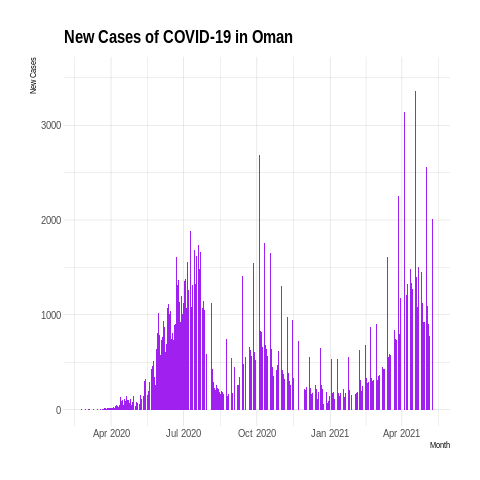 New Cases of COVID-19 in Oman
New Cases
3000
2000
1000
0
Apr 2020
Jul 2020
Oct 2020
Jan 2021
Apr 2021
Month